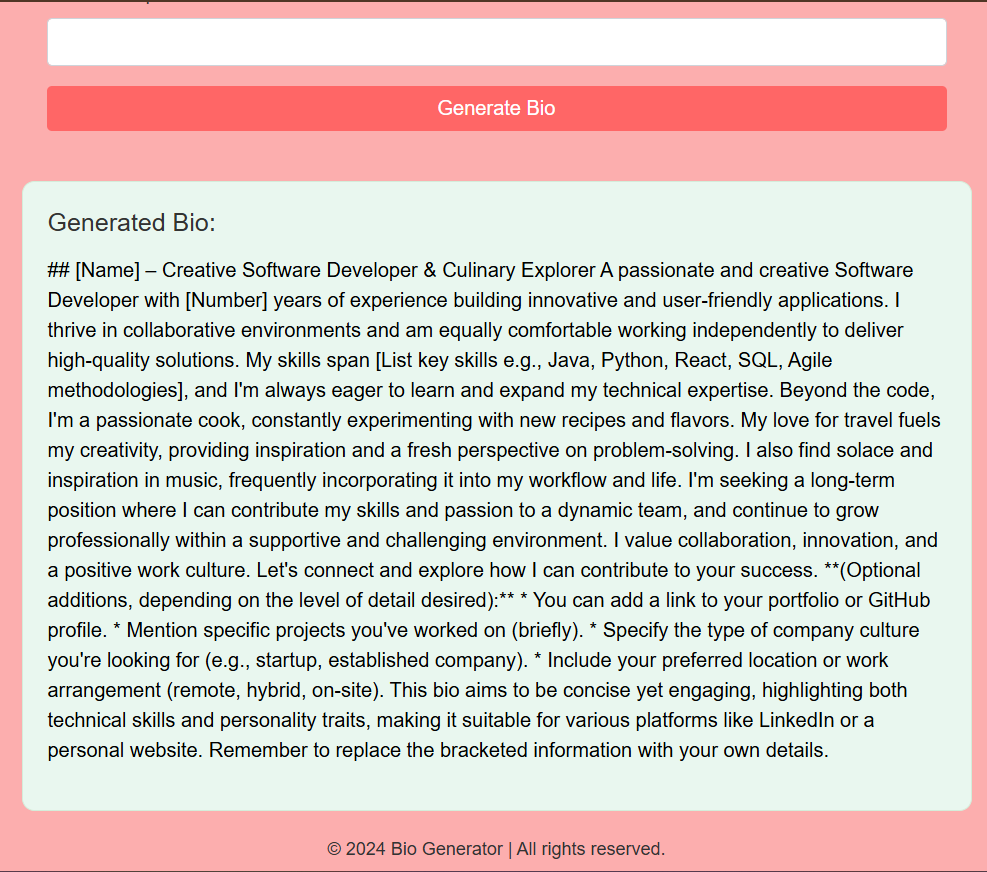 Generate Bio
Generated Bio:
## [Name] – Creative Software Developer & Culinary Explorer A passionate and creative Software
Developer with [Number] years of experience building innovative and user-friendly applications. I
thrive in collaborative environments and am equally comfortable working independently to deliver
high-quality solutions. My skills span [List key skills e.g., Java, Python, React, SQL, Agile
methodologies], and I'm always eager to learn and expand my technical expertise. Beyond the code,
I'm a passionate cook, constantly experimenting with new recipes and flavors. My love for travel fuels
my creativity, providing inspiration and a fresh perspective on problem-solving. I also find solace and
inspiration in music, frequently incorporating it into my workflow and life. I'm seeking a long-term
position where I can contribute my skills and passion to a dynamic team, and continue to grow
professionally within a supportive and challenging environment. I value collaboration, innovation, and
a positive work culture. Let's connect and explore how I can contribute to your success. **(Optional
additions, depending on the level of detail desired):** * You can add a link to your portfolio or GitHub
profile. * Mention specific projects you've worked on (briefly). * Specify the type of company culture
you're looking for (e.g., startup, established company). * Include your preferred location or work
arrangement (remote, hybrid, on-site). This bio aims to be concise yet engaging, highlighting both
technical skills and personality traits, making it suitable for various platforms like LinkedIn or a
personal website. Remember to replace the bracketed information with your own details.
© 2024 Bio Generator | All rights reserved.